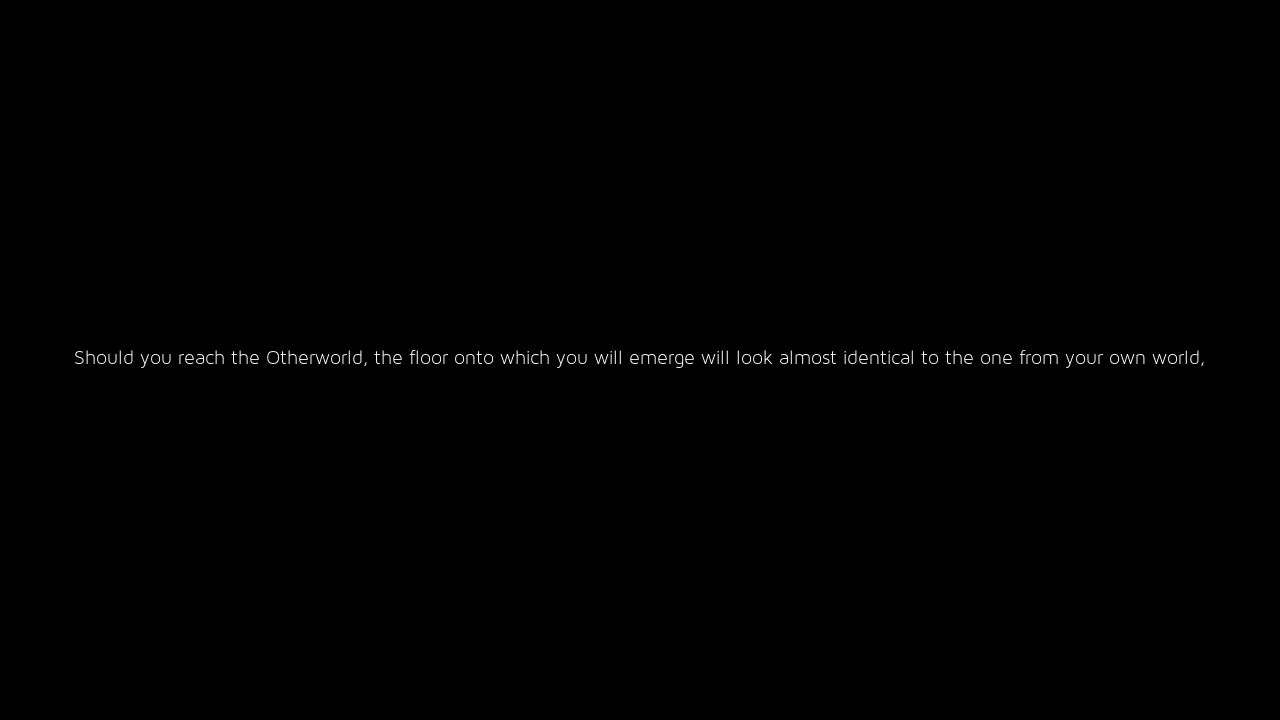 Should you reach the Otherworld, the floor onto which you will emerge will look almost identical to the one from your own world,